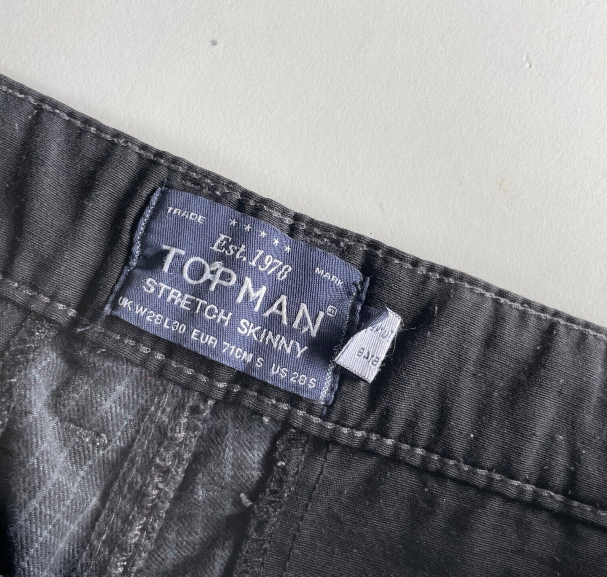 TRADE ★★★★★ MARK
Est. 1978
TOPMAN®
STRETCH SKINNY
UK W28 L30 EUR 71CM S US 28S